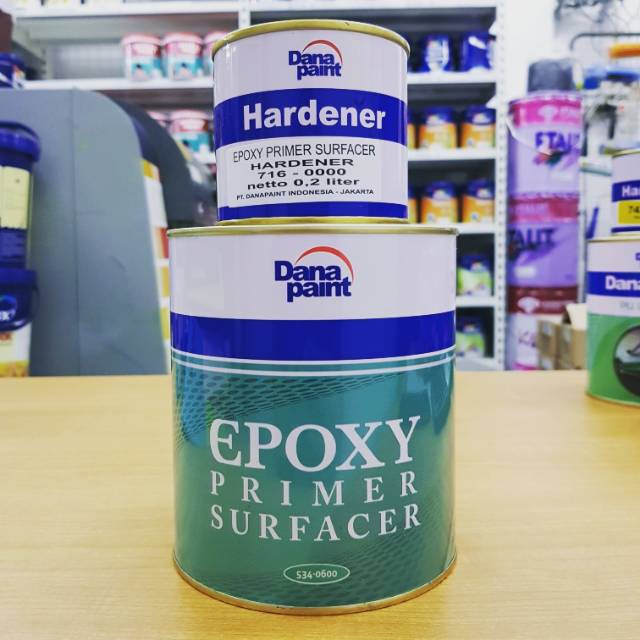 Dana
paint
Hardener
EPOXY PRIMER SURFACER
HARDENER
716 - 0000
netto 0,2 liter
PT. DANAPAINT INDONESIA - JAKARTA
Dana
paint
EPOXY
PRIMER
SURFACER
534-0600